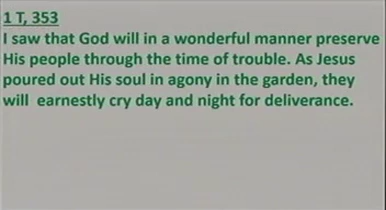 1 T, 353
I saw that God will in a wonderful manner preserve
His people through the time of trouble. As Jesus
poured out His soul in agony in the garden, they
will earnestly cry day and night for deliverance.